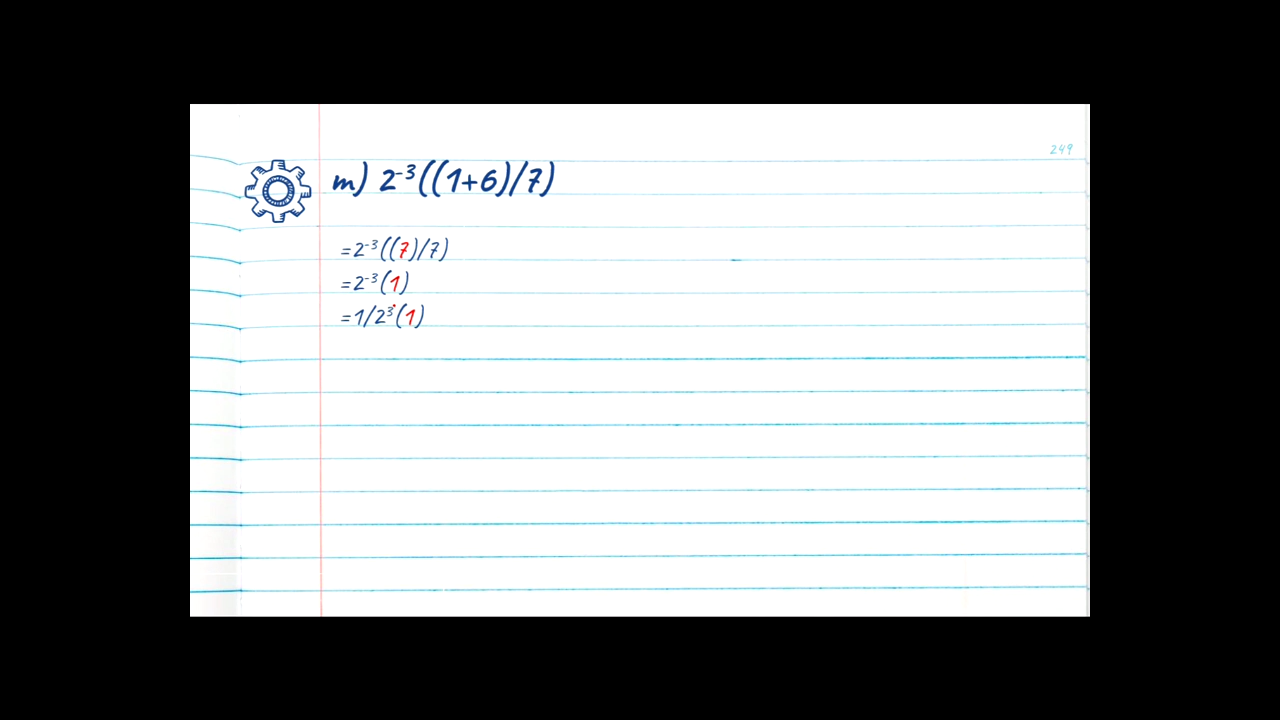 249
m) 2⁻³((1+6)/7)
=2⁻³((7)/7)
=2⁻³(1)
=1/2³(1)